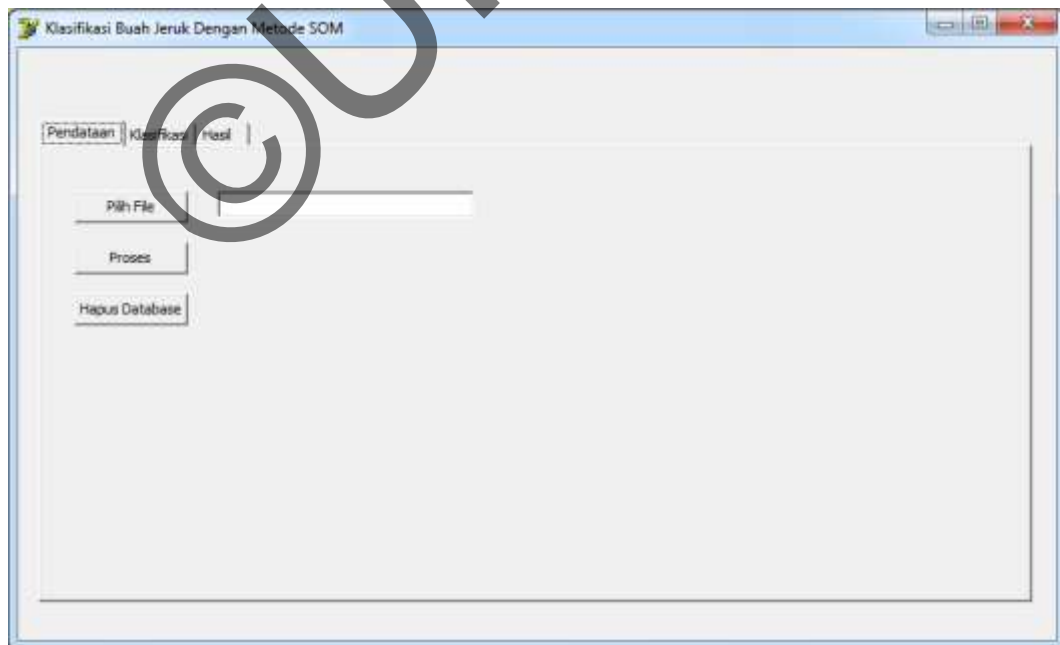 Klasifikasi Buah Jeruk Dengan Metode SOM
Pendataan Klasifikasi Hasil
Pilih File
Proses
Hapus Database
©U